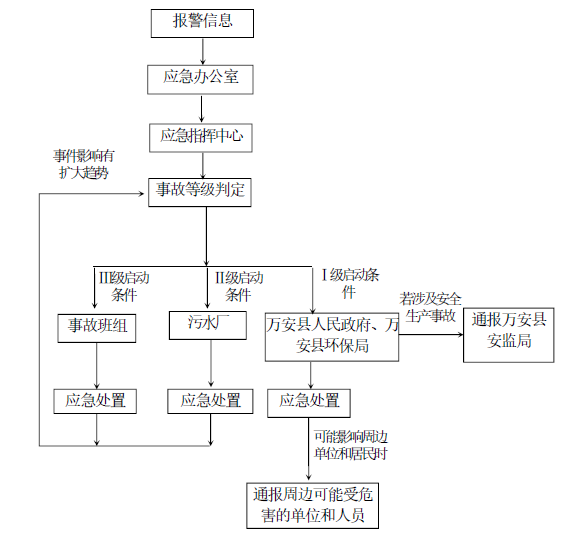 报警信息
应急办公室
应急指挥中心
事件影响有
扩大趋势
事故等级判定
Ⅲ级启动
条件
Ⅱ级启动
条件
Ⅰ级启动条
件
事故班组
污水厂
万安县人民政府、万
安县环保局
若涉及安全
生产事故
通报万安县
安监局
应急处置
应急处置
应急处置
可能影响周边
单位和居民时
通报周边可能受危
害的单位和人员